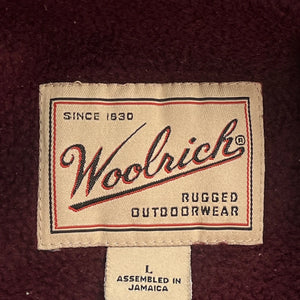 SINCE 1830
Woolrich®
RUGGED
OUTDOORWEAR
L
ASSEMBLED IN
JAMAICA